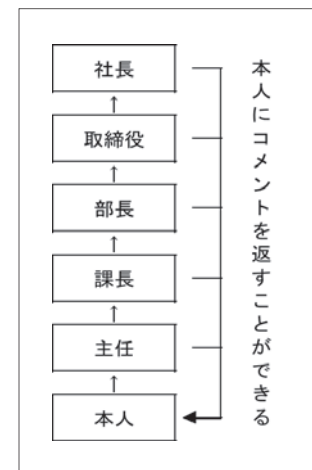 社長
取締役
部長
課長
主任
本人
本人にコメントを返すことができる